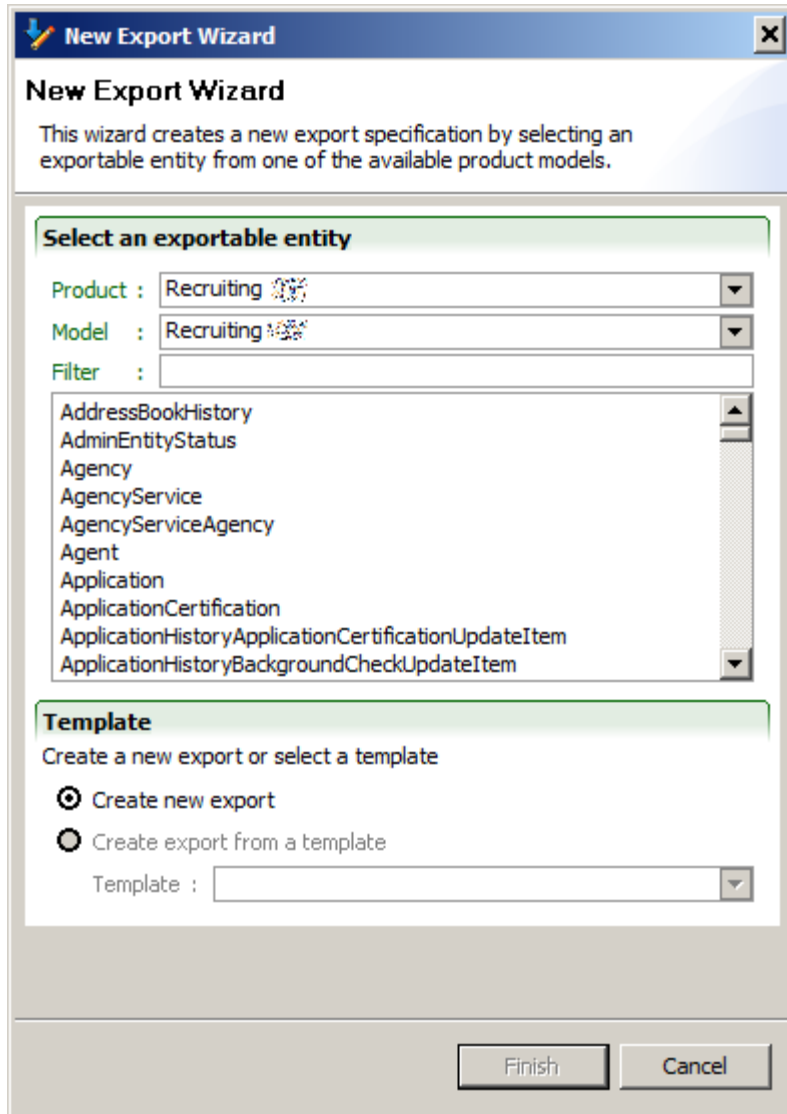 New Export Wizard
New Export Wizard
This wizard creates a new export specification by selecting an
exportable entity from one of the available product models.
Select an exportable entity
Product : Recruiting
Model : Recruiting
Filter :
AddressBookHistory
AdminEntityStatus
Agency
AgencyService
AgencyServiceAgency
Agent
Application
ApplicationCertification
ApplicationHistoryApplicationCertificationUpdateItem
ApplicationHistoryBackgroundCheckUpdateItem
Template
Create a new export or select a template
Create new export
Create export from a template
Template :
Finish Cancel